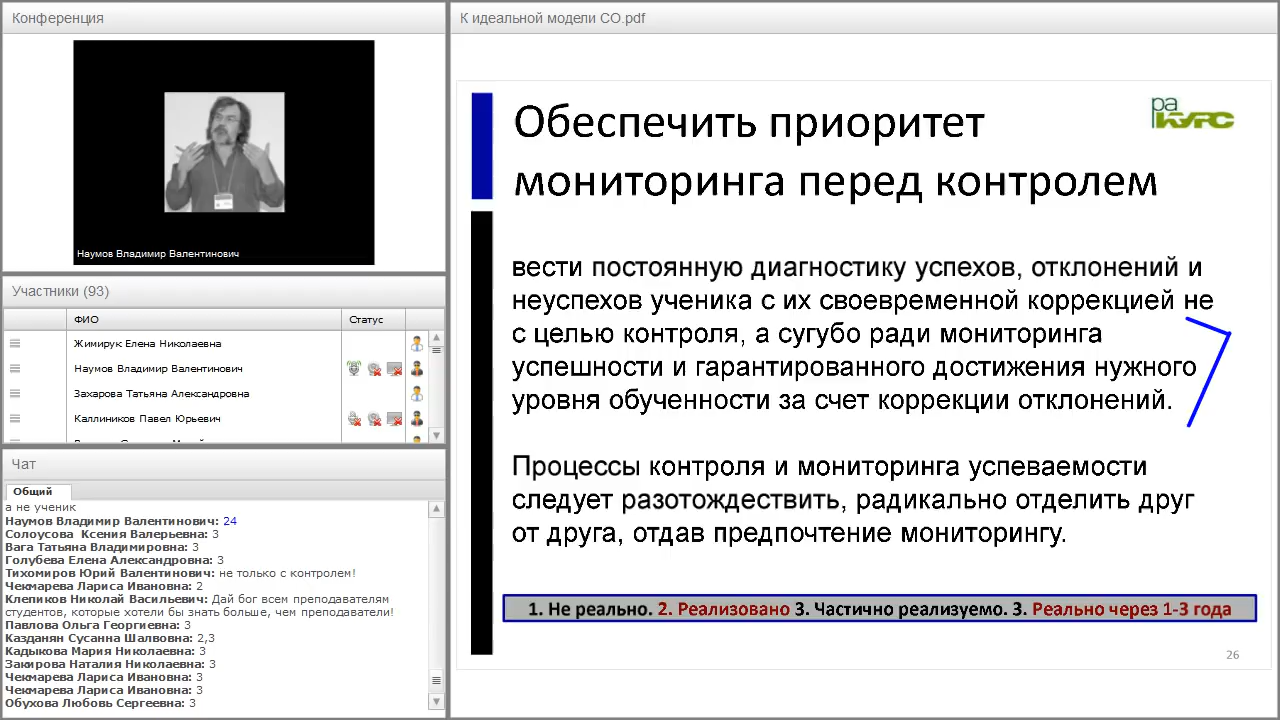 Конференция
Наумов Владимир Валентинович
Участники (93)
ФИО
Статус
Жимирук Елена Николаевна
Наумов Владимир Валентинович
Захарова Татьяна Александровна
Каллиников Павел Юрьевич
Чат
Общий
а не ученик
Наумов Владимир Валентинович: 24
Солоусова Ксения Валерьевна: 3
Вага Татьяна Владимировна: 3
Голубева Елена Александровна: 3
Тихомиров Юрий Валентинович: не только с контролем!
Чекмарева Лариса Ивановна: 2
Клепиков Николай Васильевич: Дай бог всем преподавателям
студентов, которые хотели бы знать больше, чем преподаватели!
Павлова Ольга Георгиевна: 3
Казданян Сусанна Шалвовна: 2,3
Кадыкова Мария Николаевна: 3
Закирова Наталия Николаевна: 3
Чекмарева Лариса Ивановна: 3
Чекмарева Лариса Ивановна: 3
Обухова Любовь Сергеевна: 3
К идеальной модели СО.pdf
Обеспечить приоритет
мониторинга перед контролем
ра
курс
вести постоянную диагностику успехов, отклонений и
неуспехов ученика с их своевременной коррекцией не
с целью контроля, а сугубо ради мониторинга
успешности и гарантированного достижения нужного
уровня обученности за счет коррекции отклонений.
Процессы контроля и мониторинга успеваемости
следует разотождествить, радикально отделить друг
от друга, отдав предпочтение мониторингу.
1. Не реально. 2. Реализовано 3. Частично реализуемо. 3. Реально через 1-3 года
26